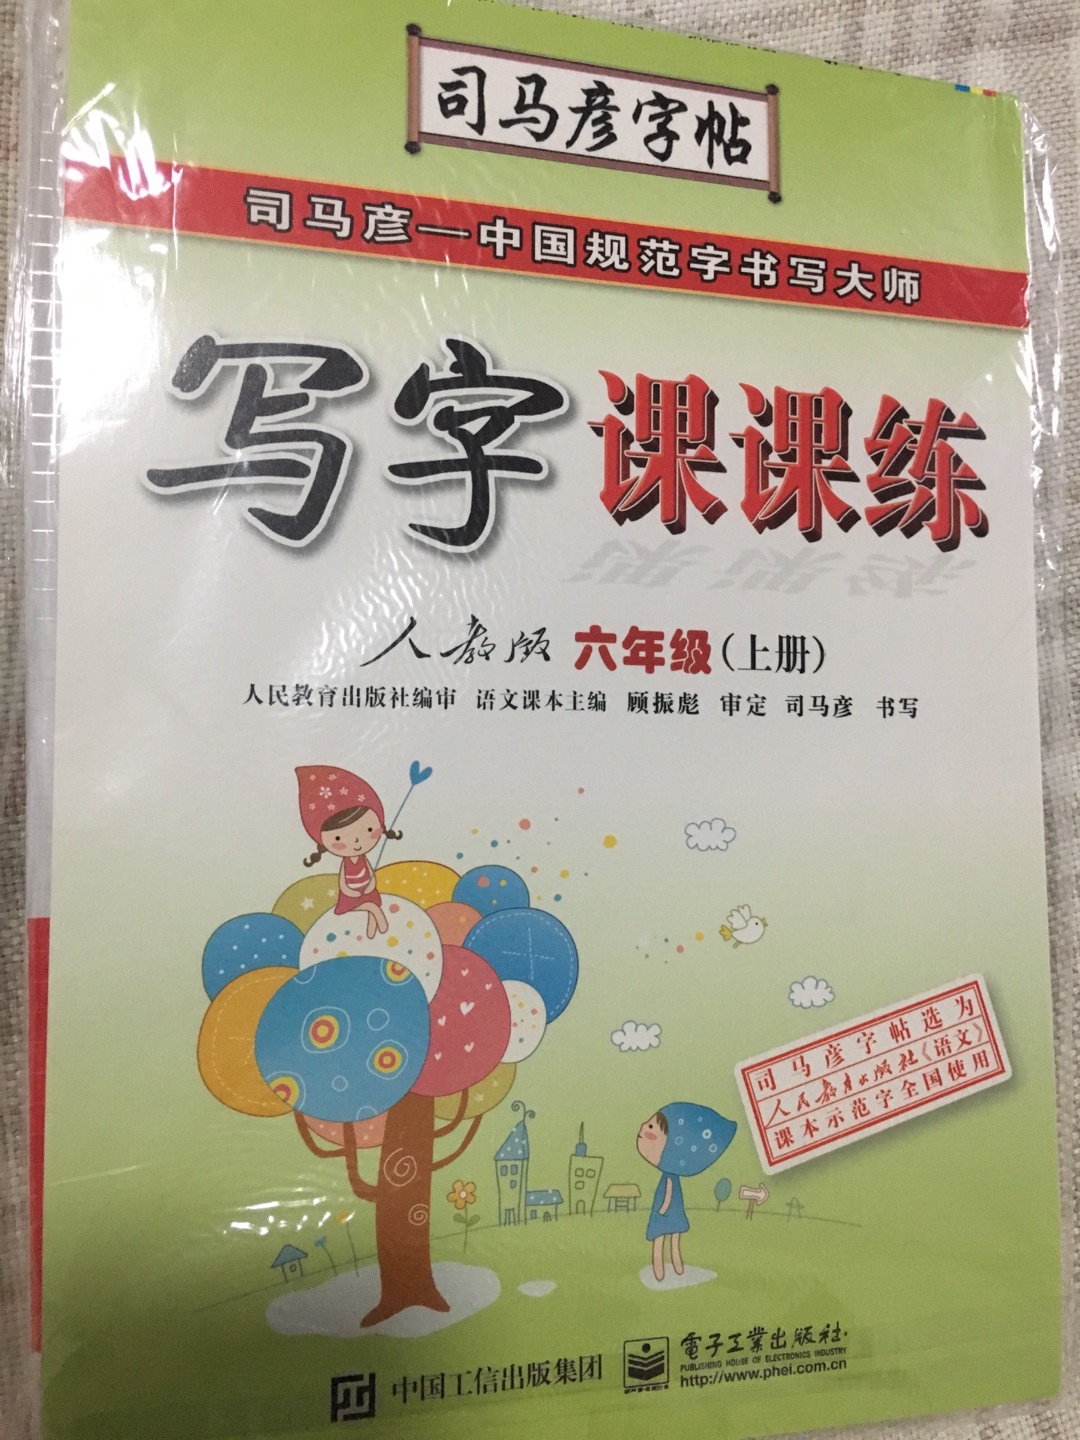 司马彦字帖
司马彦—中国规范字书写大师
写字课课练
人教版 六年级(上册)
人民教育出版社编审 语文课本主编 顾振彪 审定 司马彦 书写
司马彦字帖选为
人民教育出版社《语文》
课本示范字全国使用
中国工信出版集团
電子工業出版社
PUBLISHING HOUSE OF ELECTRONICS INDUSTRY
http://www.phei.com.cn